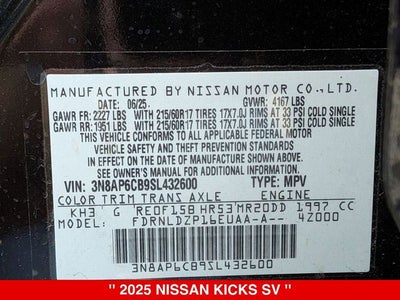 MANUFACTURED BY NISSAN MOTOR CO., LTD.
DATE 06/25. GVWR: 4167 LBS
GAWR FR: 2227 LBS WITH 215/60R17 TIRES 17X7.0J RIMS AT 33 PSI COLD SINGLE
GAWR RR: 1951 LBS WITH 215/60R17 TIRES 17X7.0J RIMS AT 33 PSI COLD SINGLE
THIS VEHICLE CONFORMS TO ALL APPLICABLE FEDERAL MOTOR
VEHICLE SAFETY, BUMPER, AND THEFT PREVENTION STANDARDS
IN EFFECT ON THE DATE OF MANUFACTURE SHOWN ABOVE.
VIN: 3N8AP6CB9SL432600 TYPE: MPV
COLOR TRIM TRANS AXLE ENGINE
KH3 G RE0F15B HR53 MR20DD 1997 CC
MODEL: FDRNLDZP16EUAA-A-- 4Z000
3N8AP6CB9SL432600
" 2025 NISSAN KICKS SV "